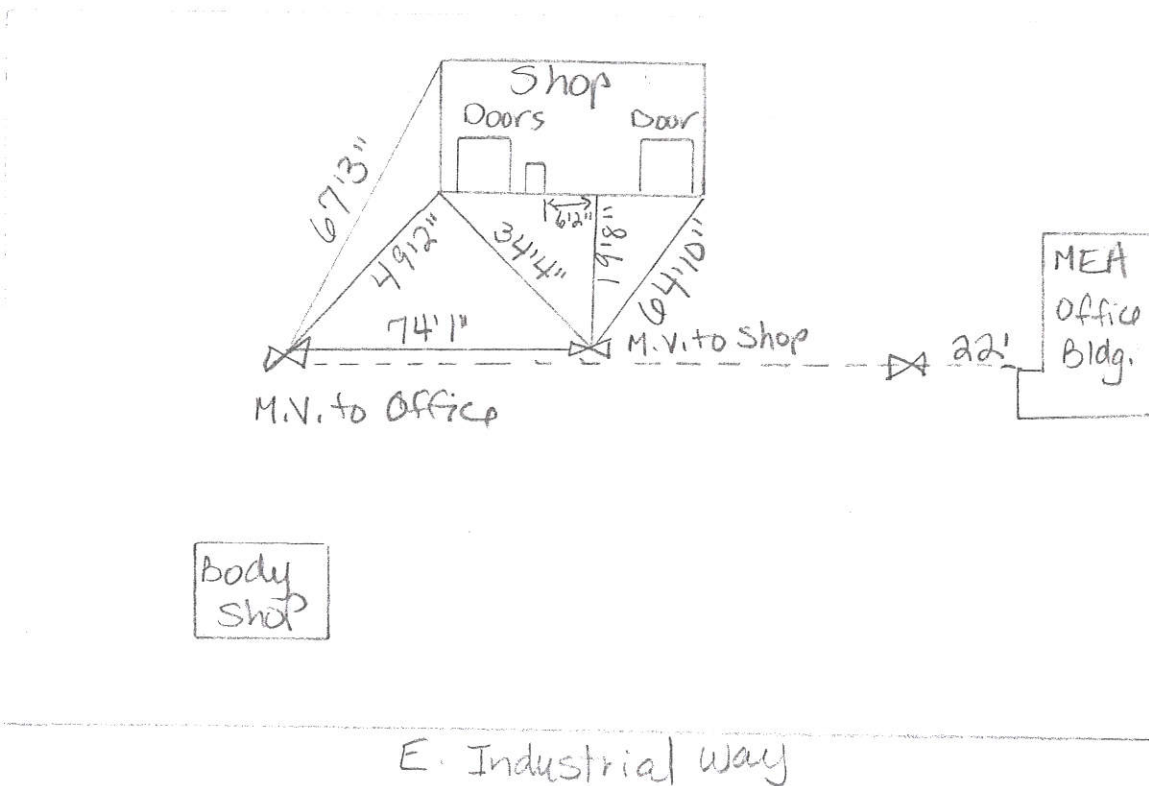 Shop
Doors
Door
67'3"
49'2"
34'4"
6'2"
19'8"
64'10"
74'1"
M.V. to Shop
M.V. to Office
22'
MEA
Office
Bldg.
Body
Shop
E. Industrial Way